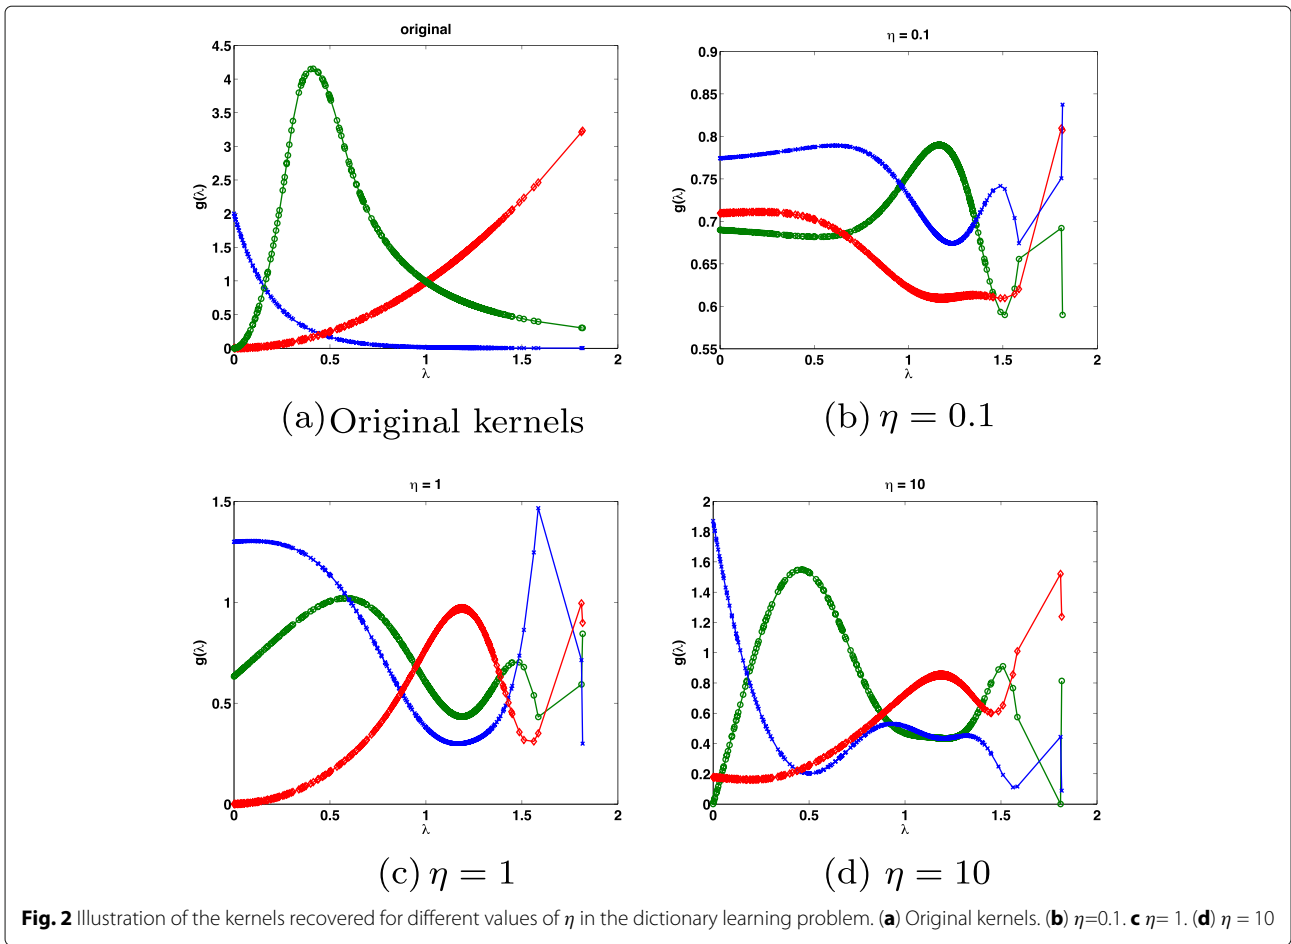 original
4.5
4
3.5
3
2.5
2
1.5
1
0.5
0
g(λ)
0 0.5 1 1.5 2
λ
(a) Original kernels
η = 0.1
0.9
0.85
0.8
0.75
0.7
0.65
0.6
0.55
g(λ)
0 0.5 1 1.5 2
λ
(b) η = 0.1
η = 1
1.5
1
0.5
0
g(λ)
0 0.5 1 1.5 2
λ
(c) η = 1
η = 10
2
1.8
1.6
1.4
1.2
1
0.8
0.6
0.4
0.2
0
g(λ)
0 0.5 1 1.5 2
λ
(d) η = 10
Fig. 2 Illustration of the kernels recovered for different values of η in the dictionary learning problem. (a) Original kernels. (b) η=0.1. c η= 1. (d) η = 10